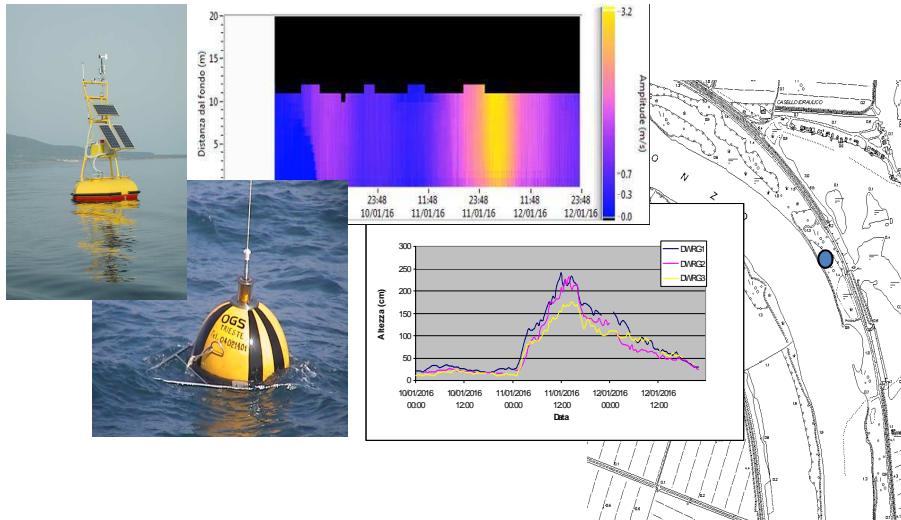 20
15
10
5
Distanza dal fondo (m)
3.2
0.7
0.3
0.0
Amplitude (m/s)
23:48 11:48 23:48 11:48 23:48
10/01/16 11/01/16 11/01/16 12/01/16 12/01/16
CASELLO IDRAULICO
O
N
Z
OGS
TRIESTE
300
250
200
150
100
50
0
Altezza (cm)
DWRG1
DWRG2
DWRG3
10/01/2016 10/01/2016 11/01/2016 11/01/2016 12/01/2016 12/01/2016
00:00 12:00 00:00 12:00 00:00 12:00
Data